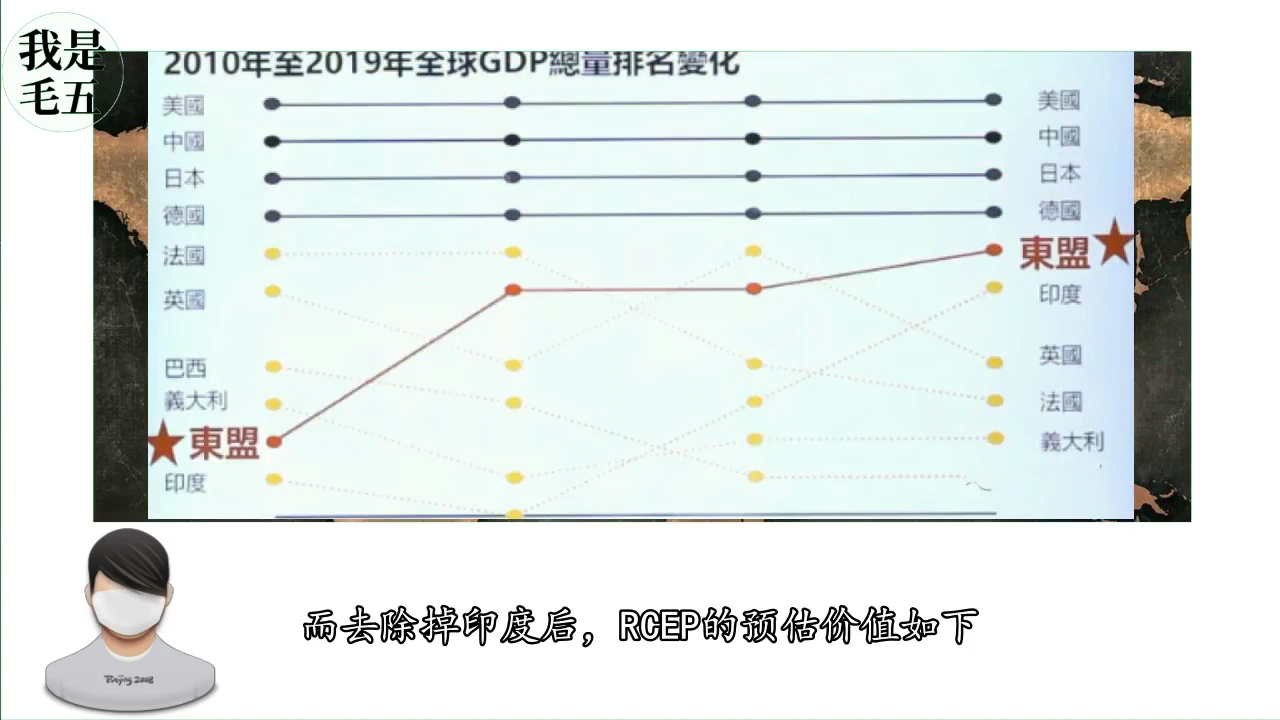 我是
毛五
2010年至2019年全球GDP總量排名變化
美國
中國
日本
德國
法國
英國
巴西
義大利
東盟
印度
美國
中國
日本
德國
東盟
印度
英國
法國
義大利
Beijing 2008
而去除掉印度后，RCEP的预估价值如下